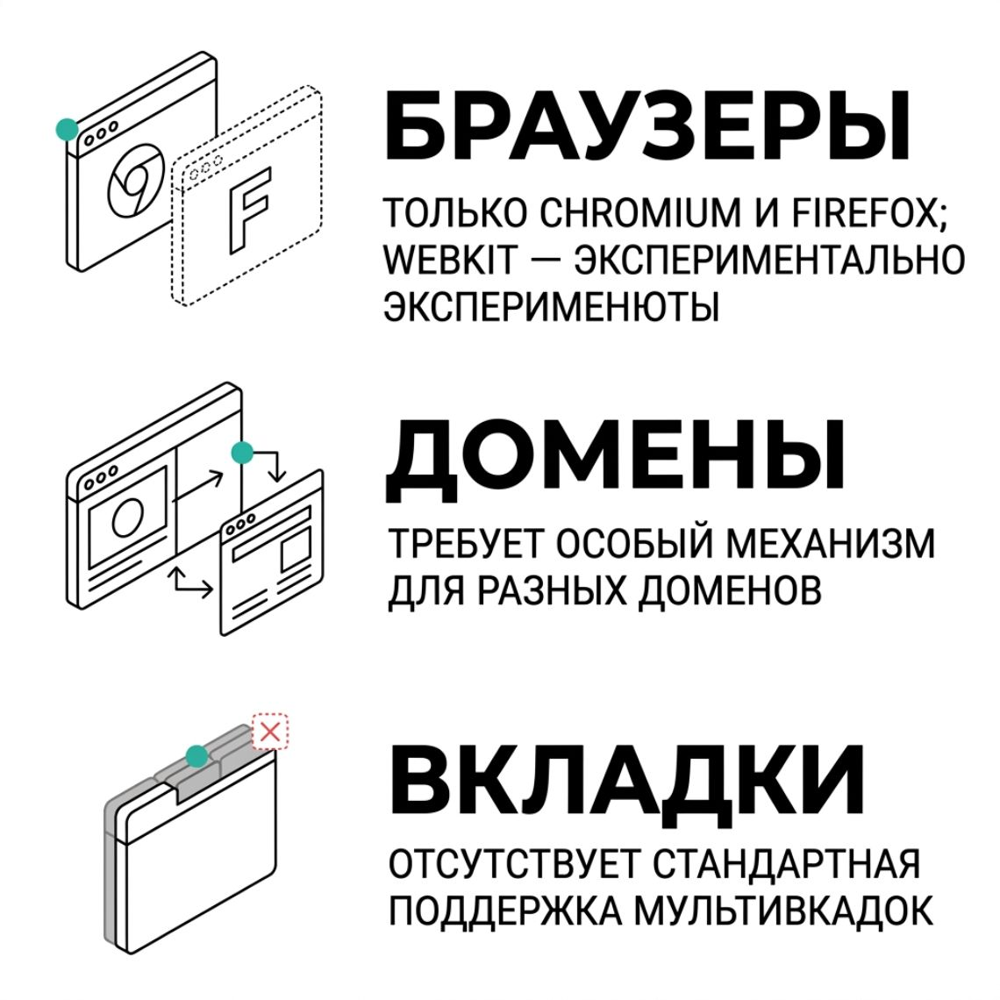 БРАУЗЕРЫ
ТОЛЬКО CHROMIUM И FIREFOX;
WEBKIT — ЭКСПЕРИМЕНТАЛЬНО
ЭКСПЕРИМЕНЮТЫ
F
ДОМЕНЫ
ТРЕБУЕТ ОСОБЫЙ МЕХАНИЗМ
ДЛЯ РАЗНЫХ ДОМЕНОВ
ВКЛАДКИ
ОТСУТСТВУЕТ СТАНДАРТНАЯ
ПОДДЕРЖКА МУЛЬТИВКАДОК